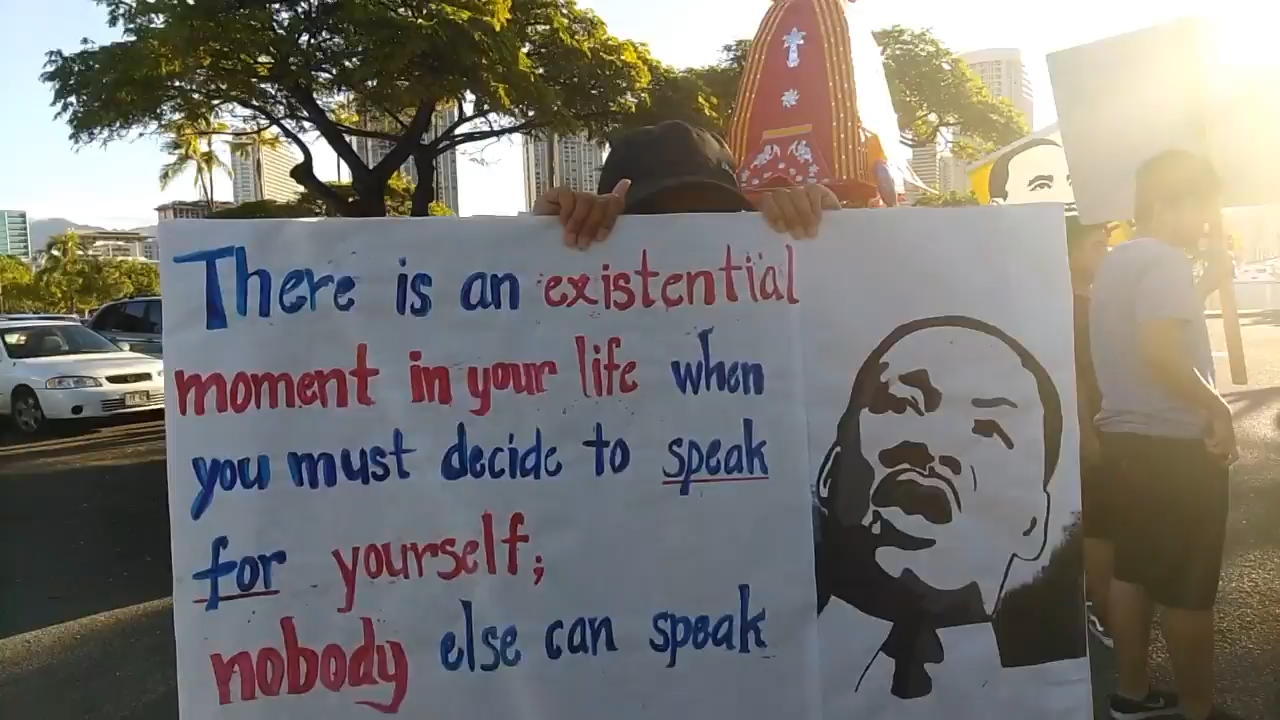 There is an existential
moment in your life when
you must decide to speak
for yourself;
nobody else can speak